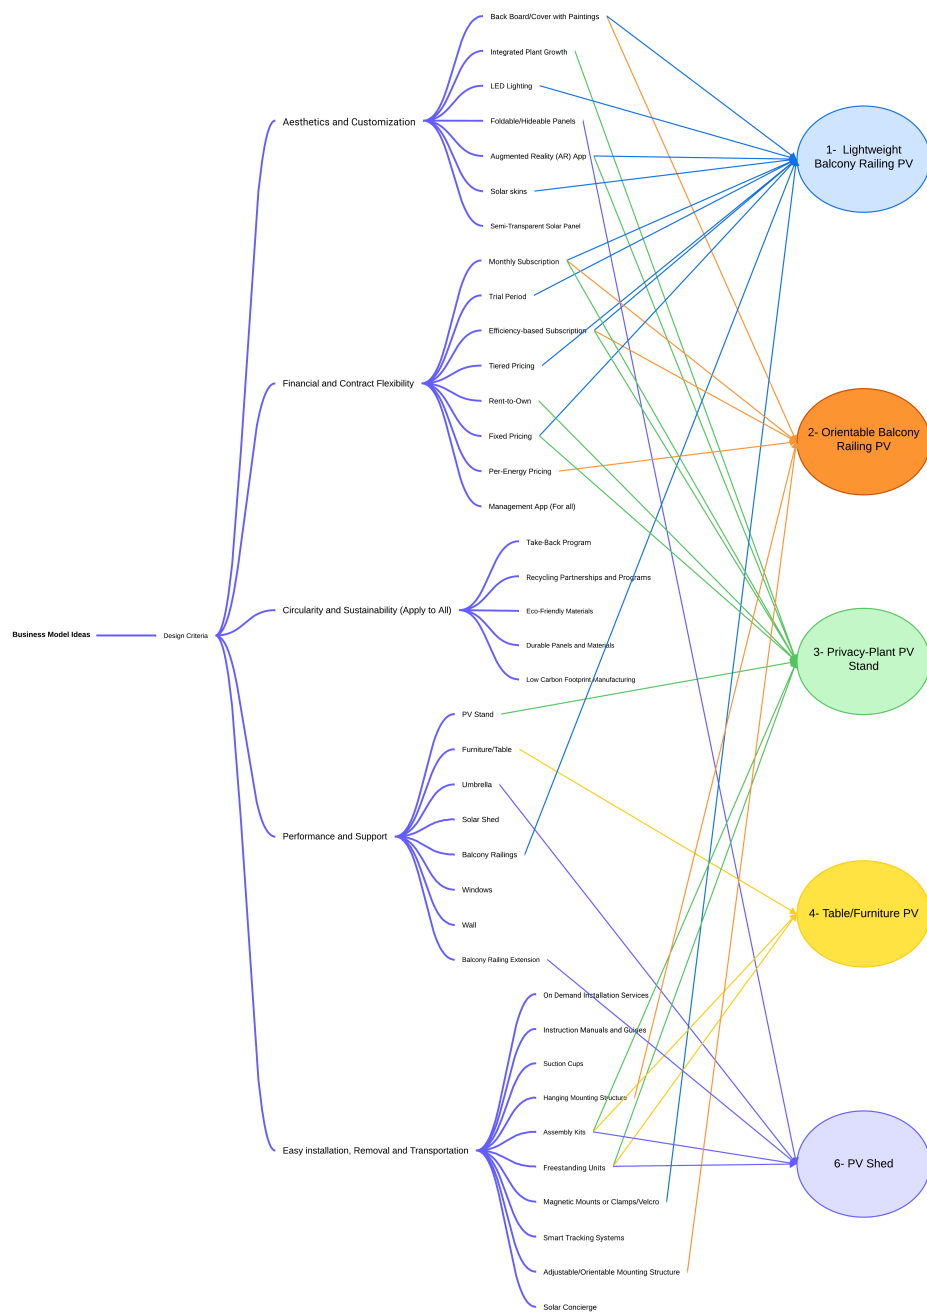 Business Model Ideas
Design Criteria
Aesthetics and Customization
Back Board/Cover with Paintings
Integrated Plant Growth
LED Lighting
Foldable/Hideable Panels
Augmented Reality (AR) App
Solar skins
Semi-Transparent Solar Panel
Financial and Contract Flexibility
Monthly Subscription
Trial Period
Efficiency-based Subscription
Tiered Pricing
Rent-to-Own
Fixed Pricing
Per-Energy Pricing
Management App (For all)
Circularity and Sustainability (Apply to All)
Take-Back Program
Recycling Partnerships and Programs
Eco-Friendly Materials
Durable Panels and Materials
Low Carbon Footprint Manufacturing
Performance and Support
PV Stand
Furniture/Table
Umbrella
Solar Shed
Balcony Railings
Windows
Wall
Balcony Railing Extension
Easy installation, Removal and Transportation
On Demand Installation Services
Instruction Manuals and Guides
Suction Cups
Hanging Mounting Structure
Assembly Kits
Freestanding Units
Magnetic Mounts or Clamps/Velcro
Smart Tracking Systems
Adjustable/Orientable Mounting Structure
Solar Concierge
1- Lightweight
Balcony Railing PV
2- Orientable Balcony
Railing PV
3- Privacy-Plant PV
Stand
4- Table/Furniture PV
6- PV Shed